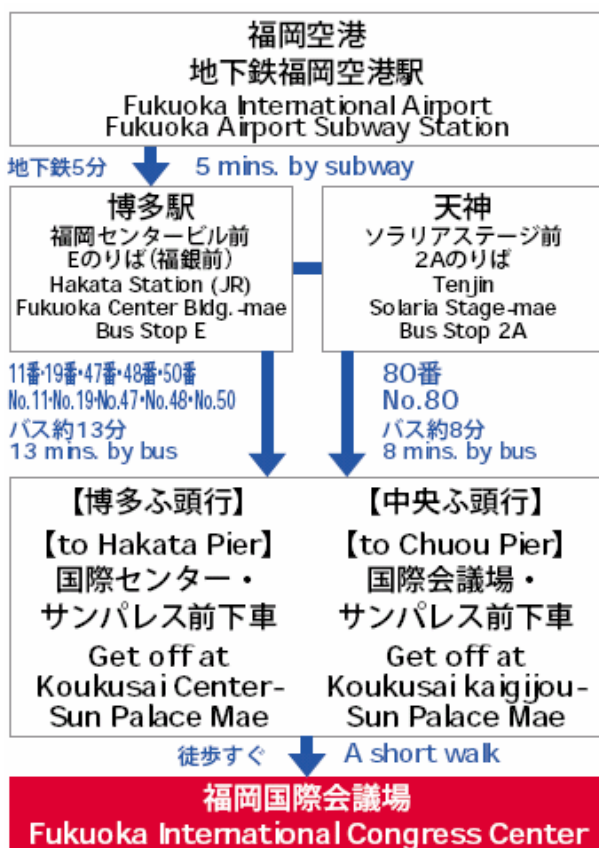 福岡空港
地下鉄福岡空港駅
Fukuoka International Airport
Fukuoka Airport Subway Station
地下鉄5分 5 mins. by subway
博多駅
福岡センタービル前
Eのりば(福銀前)
Hakata Station (JR)
Fukuoka Center Bldg.-mae
Bus Stop E
天神
ソラリアステージ前
2Aのりば
Tenjin
Solaria Stage-mae
Bus Stop 2A
11番・19番・47番・48番・50番
No.11・No.19・No.47・No.48・No.50
バス約13分
13 mins. by bus
80番
No.80
バス約8分
8 mins. by bus
【博多ふ頭行】
【to Hakata Pier】
国際センター・
サンパレス前下車
Get off at
Koukusai Center-
Sun Palace Mae
【中央ふ頭行】
【to Chuou Pier】
国際会議場・
サンパレス前下車
Get off at
Koukusai kaigijou-
Sun Palace Mae
徒歩すぐ A short walk
福岡国際会議場
Fukuoka International Congress Center